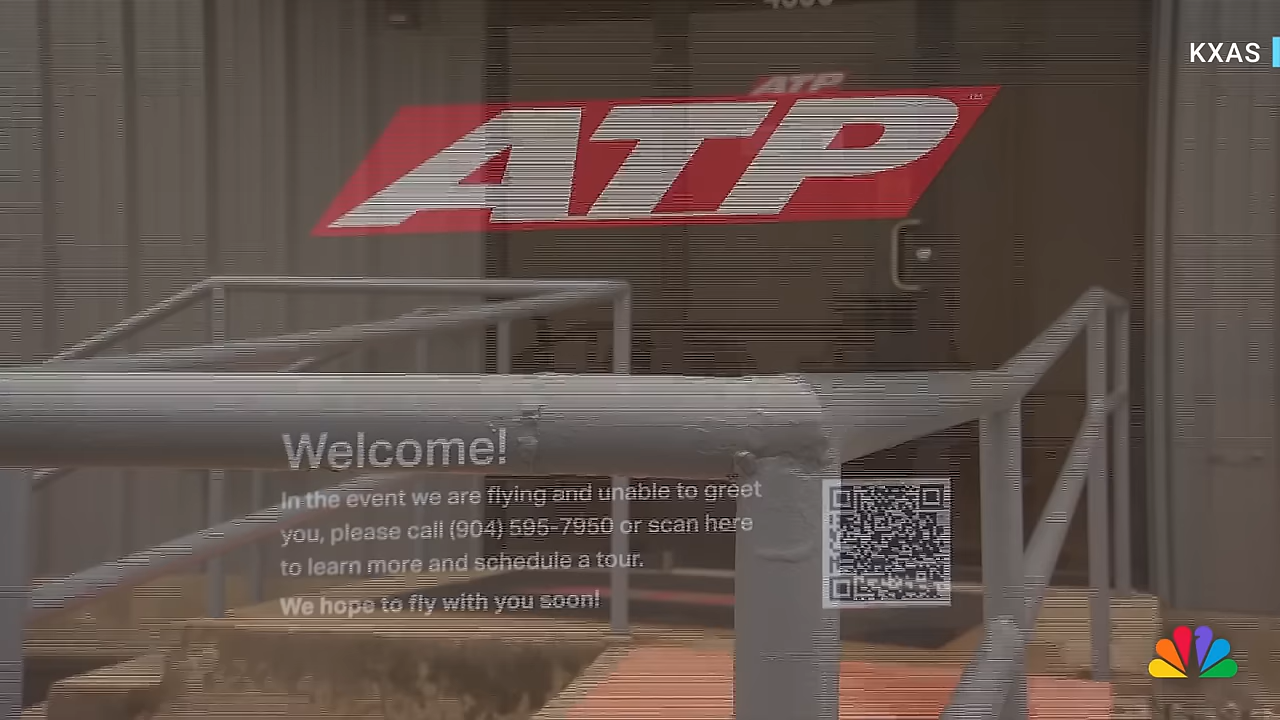 KXAS
ATP
ATP
Welcome!
In the event we are flying and unable to greet
you, please call (904) 595-7950 or scan here
to learn more and schedule a tour.
We hope to fly with you soon!